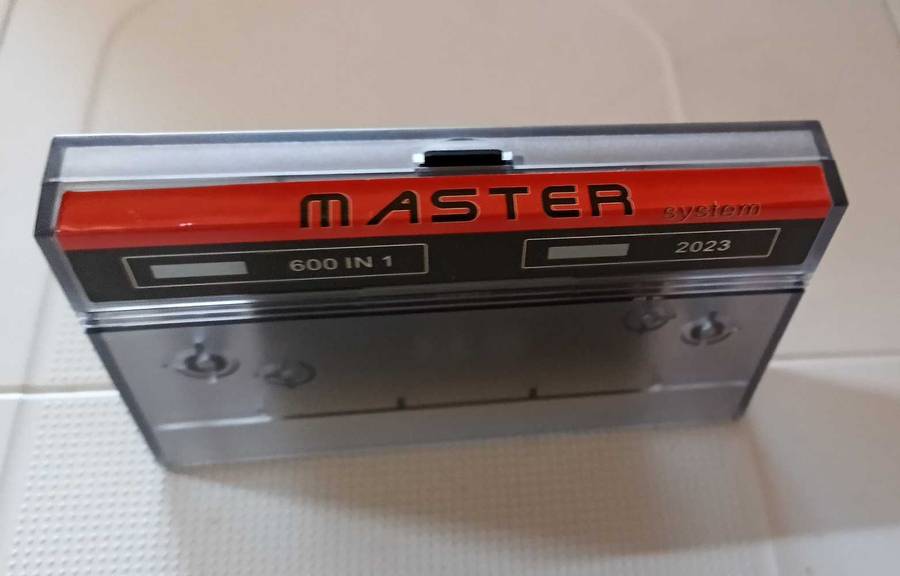 MASTER system
600 IN 1
2023